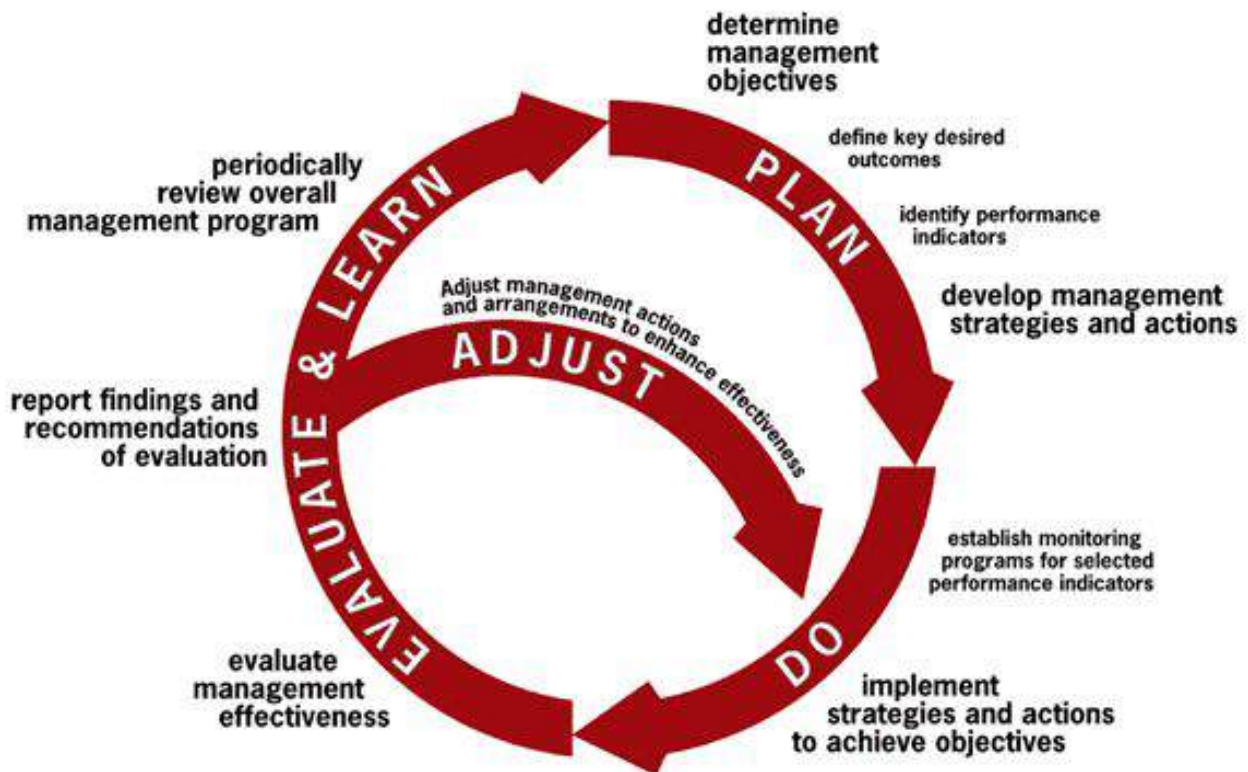 determine
management
objectives
define key desired
outcomes
PLAN
identify performance
indicators
develop management
strategies and actions
establish monitoring
programs for selected
performance indicators
DO
implement
strategies and actions
to achieve objectives
evaluate
management
effectiveness
EVALUATE & LEARN
report findings and
recommendations
of evaluation
periodically
review overall
management program
Adjust management actions
and arrangements to enhance effectiveness
ADJUST